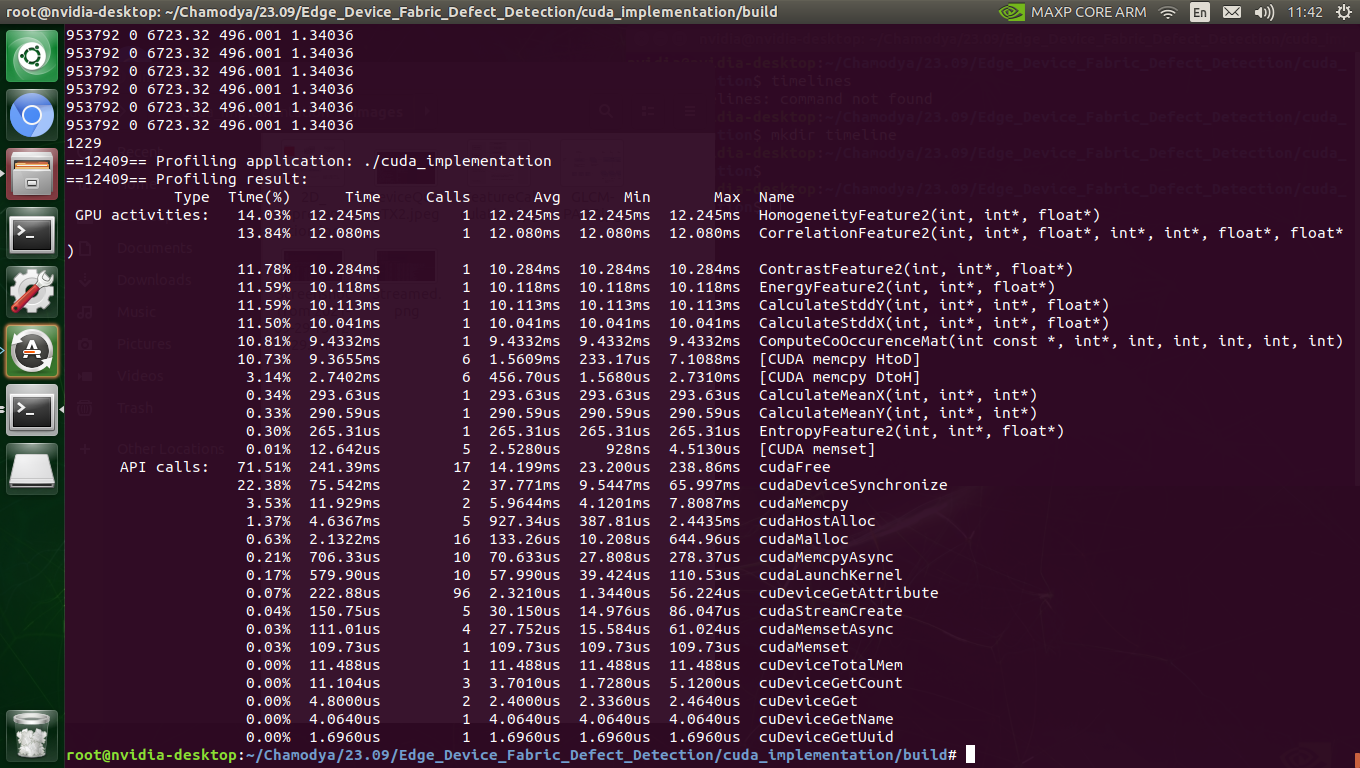 root@nvidia-desktop: ~/Chamodya/23.09/Edge_Device_Fabric_Defect_Detection/cuda_implementation/build
MAXP CORE ARM En 11:42
953792 0 6723.32 496.001 1.34036
953792 0 6723.32 496.001 1.34036
953792 0 6723.32 496.001 1.34036
953792 0 6723.32 496.001 1.34036
953792 0 6723.32 496.001 1.34036
953792 0 6723.32 496.001 1.34036
1229
==12409== Profiling application: ./cuda_implementation
==12409== Profiling result:
Type Time(%) Time Calls Avg Min Max Name
GPU activities: 14.03% 12.245ms 1 12.245ms 12.245ms 12.245ms HomogeneityFeature2(int, int*, float*)
13.84% 12.080ms 1 12.080ms 12.080ms 12.080ms CorrelationFeature2(int, int*, float*, int*, int*, float*, float*
)
11.78% 10.284ms 1 10.284ms 10.284ms 10.284ms ContrastFeature2(int, int*, float*)
11.59% 10.118ms 1 10.118ms 10.118ms 10.118ms EnergyFeature2(int, int*, float*)
11.59% 10.113ms 1 10.113ms 10.113ms 10.113ms CalculateStddY(int, int*, int*, float*)
11.50% 10.041ms 1 10.041ms 10.041ms 10.041ms CalculateStddX(int, int*, int*, float*)
10.81% 9.4332ms 1 9.4332ms 9.4332ms 9.4332ms ComputeCoOccurenceMat(int const *, int*, int, int, int, int, int)
10.73% 9.3655ms 6 1.5609ms 233.17us 7.1088ms [CUDA memcpy HtoD]
3.14% 2.7402ms 6 456.70us 1.5680us 2.7310ms [CUDA memcpy DtoH]
0.34% 293.63us 1 293.63us 293.63us 293.63us CalculateMeanX(int, int*, int*)
0.33% 290.59us 1 290.59us 290.59us 290.59us CalculateMeanY(int, int*, int*)
0.30% 265.31us 1 265.31us 265.31us 265.31us EntropyFeature2(int, int*, float*)
0.01% 12.642us 5 2.5280us 928ns 4.5130us [CUDA memset]
API calls: 71.51% 241.39ms 17 14.199ms 23.200us 238.86ms cudaFree
22.38% 75.542ms 2 37.771ms 9.5447ms 65.997ms cudaDeviceSynchronize
3.53% 11.929ms 2 5.9644ms 4.1201ms 7.8087ms cudaMemcpy
1.37% 4.6367ms 5 927.34us 387.81us 2.4435ms cudaHostAlloc
0.63% 2.1322ms 16 133.26us 10.208us 644.96us cudaMalloc
0.21% 706.33us 10 70.633us 27.808us 278.37us cudaMemcpyAsync
0.17% 579.90us 10 57.990us 39.424us 110.53us cudaLaunchKernel
0.07% 222.88us 96 2.3210us 1.3440us 56.224us cuDeviceGetAttribute
0.04% 150.75us 5 30.150us 14.976us 86.047us cudaStreamCreate
0.03% 111.01us 4 27.752us 15.584us 61.024us cudaMemsetAsync
0.03% 109.73us 1 109.73us 109.73us 109.73us cudaMemset
0.00% 11.488us 1 11.488us 11.488us 11.488us cuDeviceTotalMem
0.00% 11.104us 3 3.7010us 1.7280us 5.1200us cuDeviceGetCount
0.00% 4.8000us 2 2.4000us 2.3360us 2.4640us cuDeviceGet
0.00% 4.0640us 1 4.0640us 4.0640us 4.0640us cuDeviceGetName
0.00% 1.6960us 1 1.6960us 1.6960us 1.6960us cuDeviceGetUuid
root@nvidia-desktop:~/Chamodya/23.09/Edge_Device_Fabric_Defect_Detection/cuda_implementation/build#